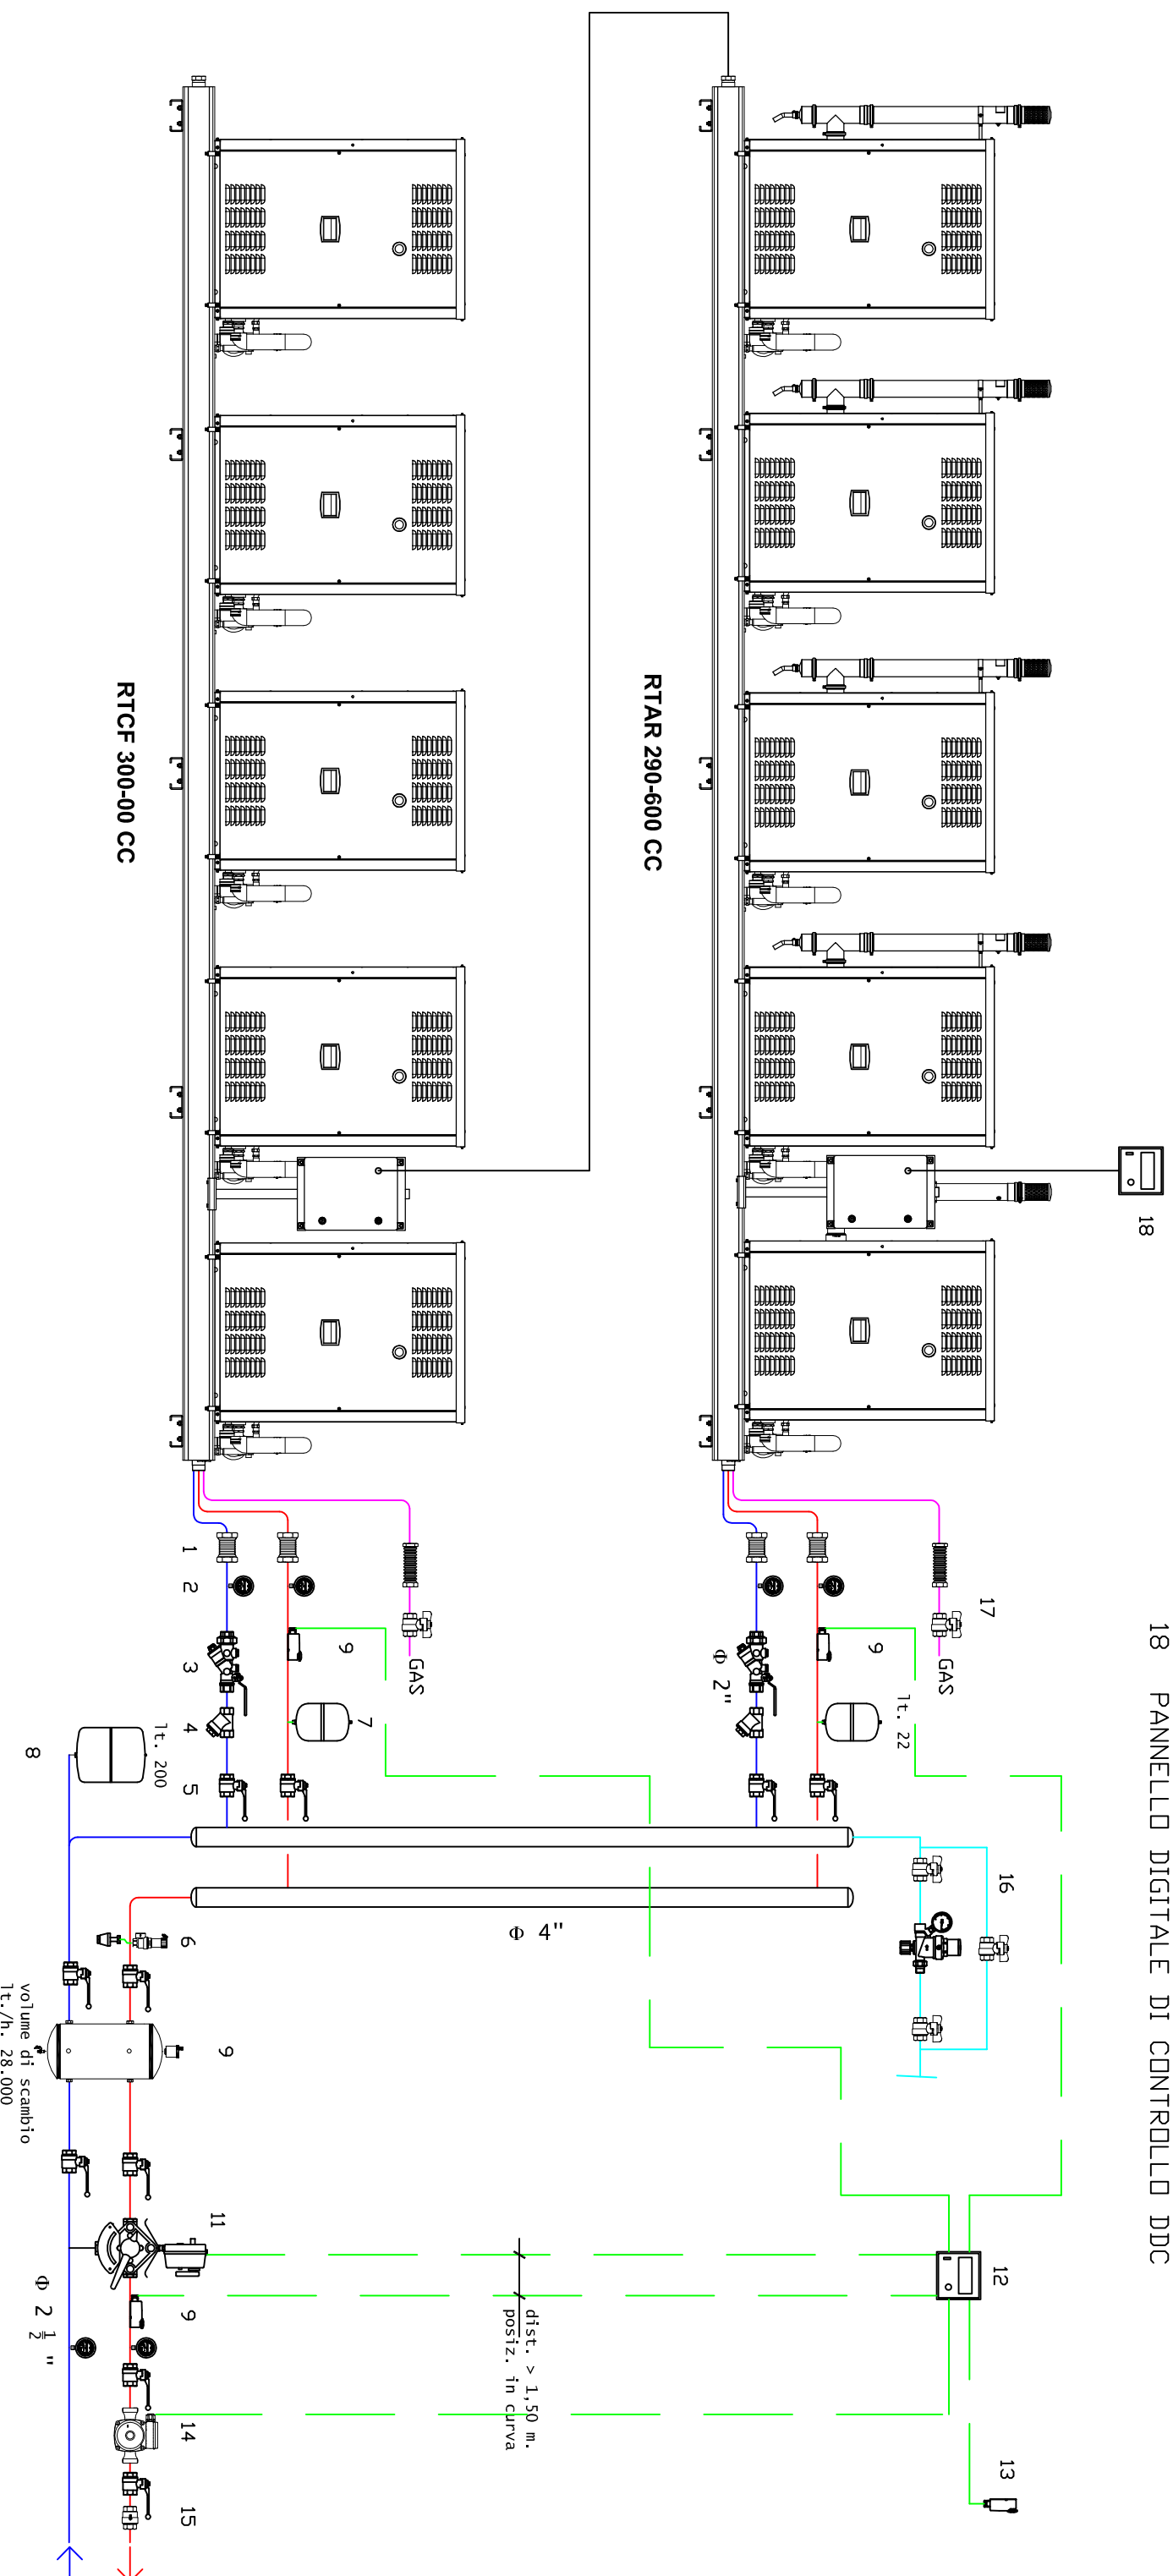 18 PANNELLO DIGITALE DI CONTROLLO DDC
18
17
GAS
16
12
13
9
lt. 22
Φ 2"
RTAR 290-600 CC
dist. > 1,50 m.
posiz. in curva
Φ 4"
GAS
9
7
1
2
3
4
5
6
9
11
9
14
15
lt. 200
8
RTCF 300-00 CC
Φ 2 1/2 "
volume di scambio
lt./h. 28.000